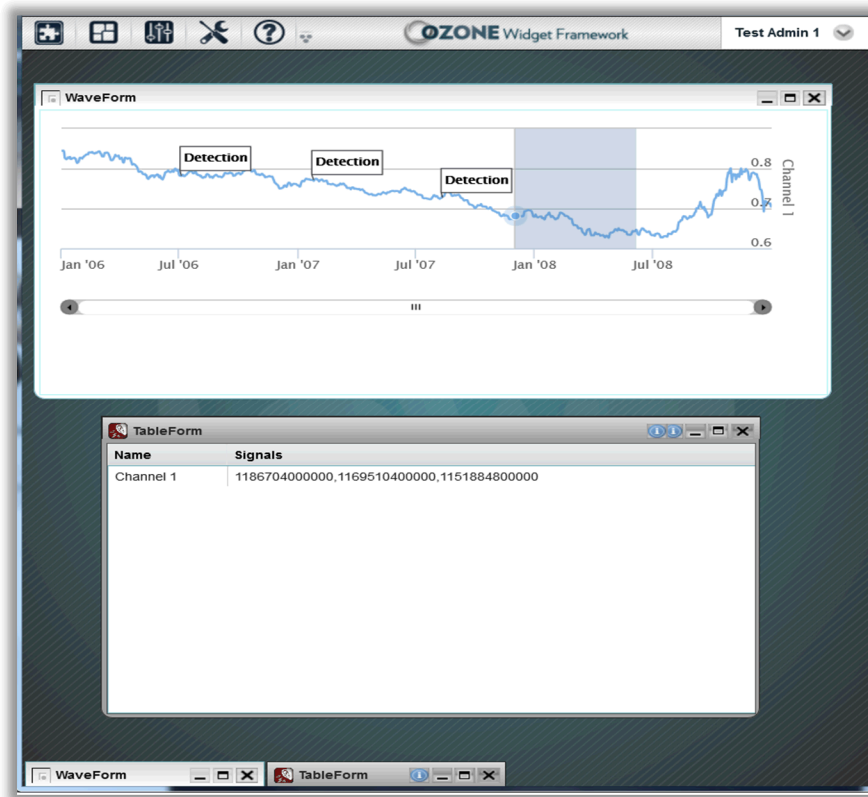 OZONE Widget Framework
Test Admin 1
WaveForm
Detection
Detection
Detection
0.8
0.7
0.6
Channel 1
Jan '06 Jul '06 Jan '07 Jul '07 Jan '08 Jul '08
TableForm
Name Signals
Channel 1 1186704000000,1169510400000,1151884800000
WaveForm TableForm